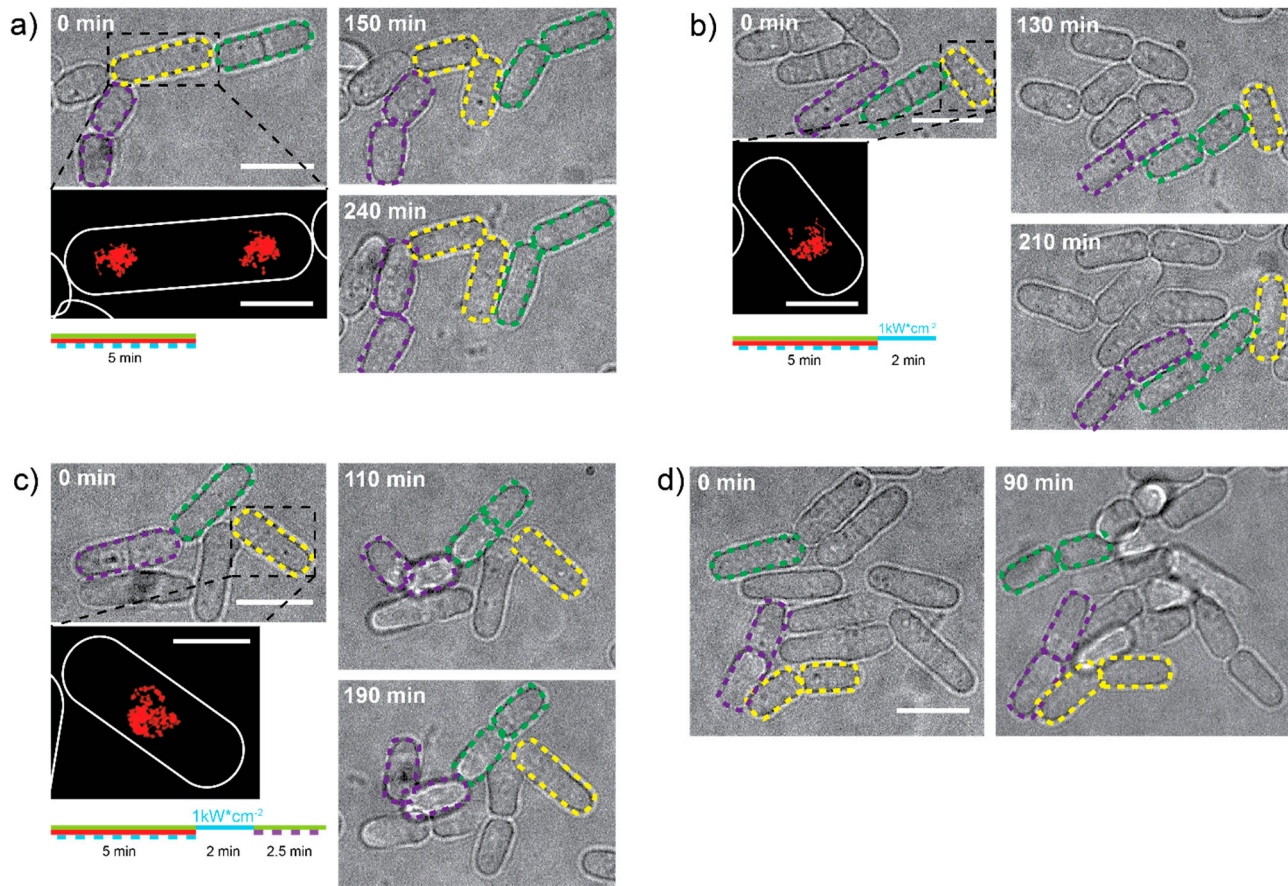 a)
0 min
150 min
240 min
5 min
b)
0 min
130 min
210 min
1kW*cm-2
5 min 2 min
c)
0 min
110 min
190 min
1kW*cm-2
5 min 2 min 2.5 min
d)
0 min
90 min